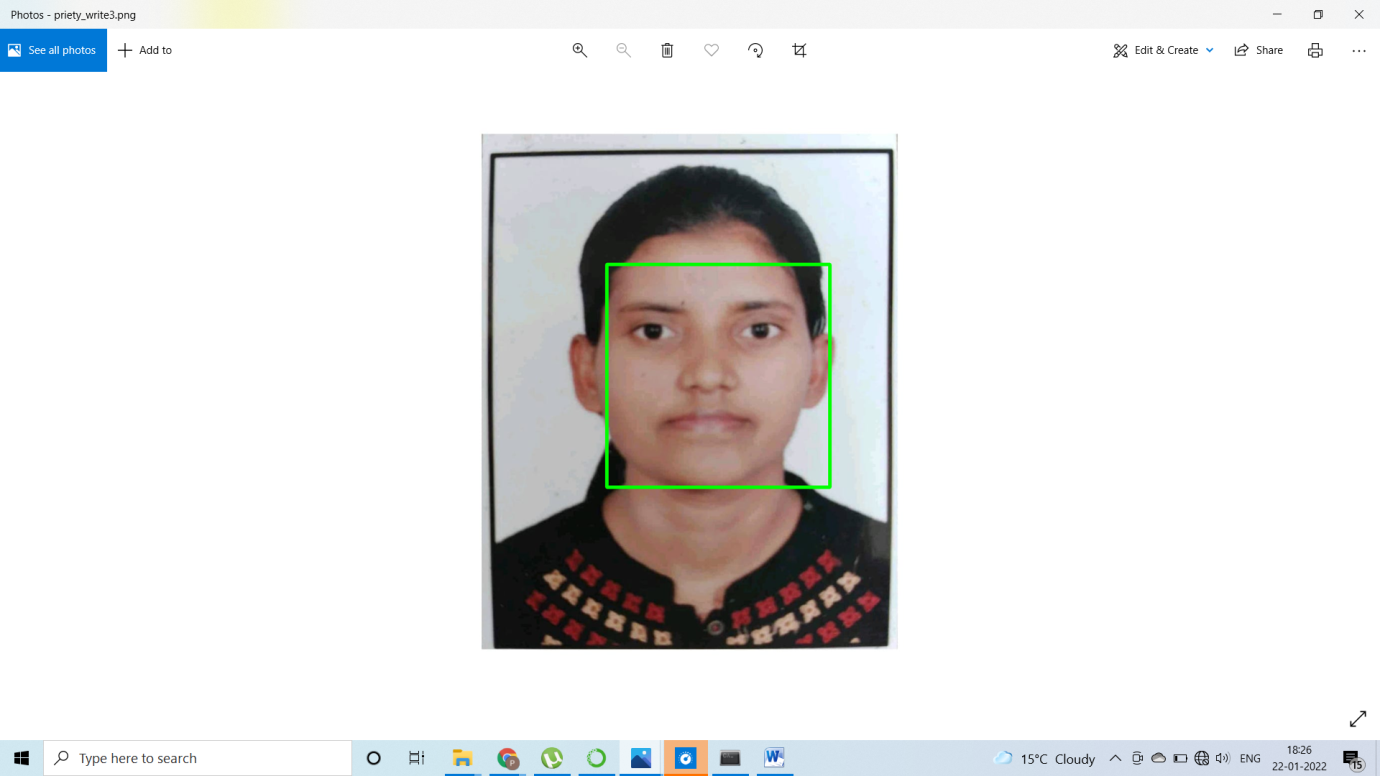 Photos - priety_write3.png
See all photos
Add to
Edit & Create
Share
Type here to search
15°C Cloudy
ENG
18:26
22-01-2022
15